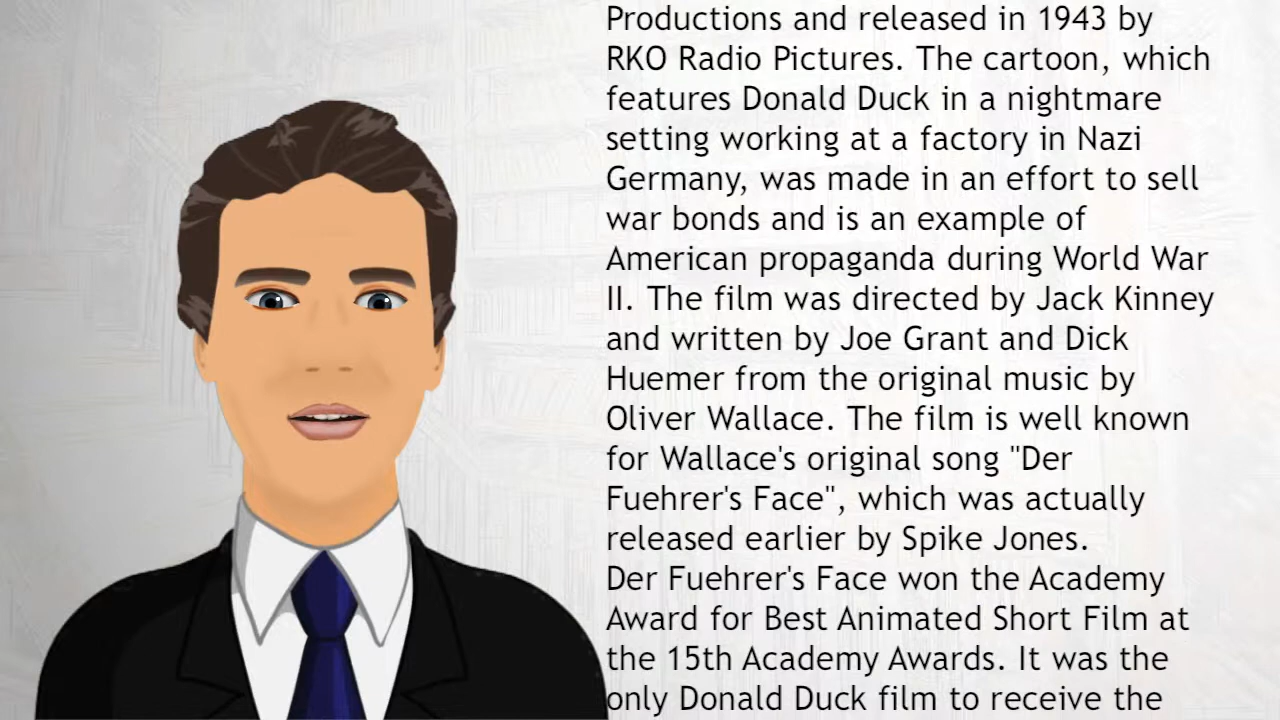 Productions and released in 1943 by
RKO Radio Pictures. The cartoon, which
features Donald Duck in a nightmare
setting working at a factory in Nazi
Germany, was made in an effort to sell
war bonds and is an example of
American propaganda during World War
II. The film was directed by Jack Kinney
and written by Joe Grant and Dick
Huemer from the original music by
Oliver Wallace. The film is well known
for Wallace's original song "Der
Fuehrer's Face", which was actually
released earlier by Spike Jones.
Der Fuehrer's Face won the Academy
Award for Best Animated Short Film at
the 15th Academy Awards. It was the
only Donald Duck film to receive the